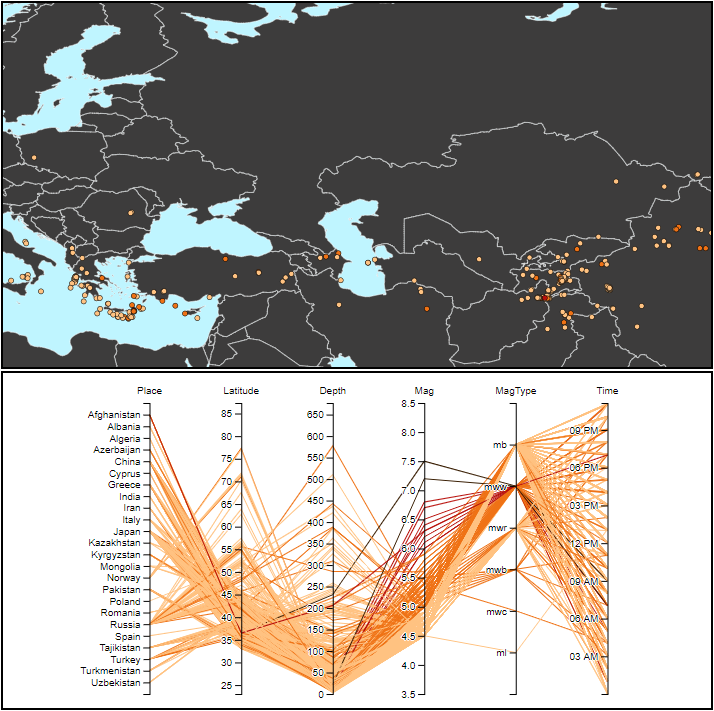 Place Latitude Depth Mag MagType Time
Afghanistan
Albania
Algeria
Azerbaijan
China
Cyprus
Greece
India
Iran
Italy
Japan
Kazakhstan
Kyrgyzstan
Mongolia
Norway
Pakistan
Poland
Romania
Russia
Spain
Tajikistan
Turkey
Turkmenistan
Uzbekistan
85
80
75
70
65
60
55
50
45
40
35
30
25
650
600
550
500
450
400
350
300
250
200
150
100
50
0
8.5
8.0
7.5
7.0
6.5
6.0
5.5
5.0
4.5
4.0
3.5
mb
mww
mwr
mwb
mwc
ml
09 PM
06 PM
03 PM
12 PM
09 AM
06 AM
03 AM